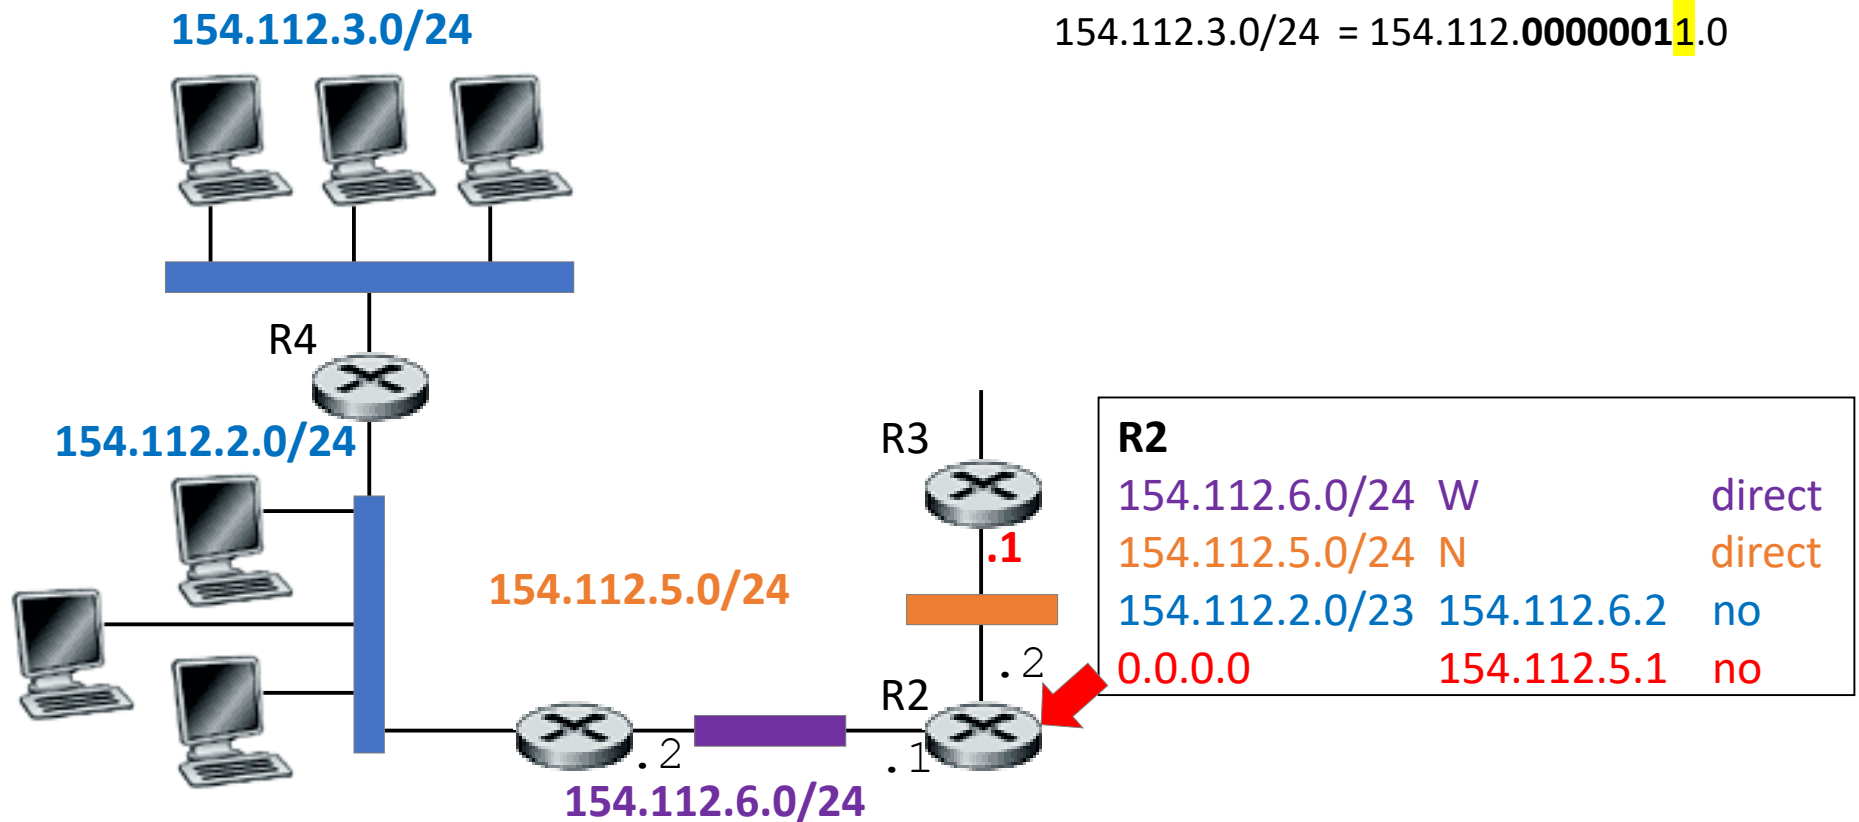 154.112.3.0/24
154.112.3.0/24 = 154.112.00000011.0
R4
154.112.2.0/24
R3
.1
154.112.5.0/24
.2
R2
.2
.1
154.112.6.0/24
R2
154.112.6.0/24 W direct
154.112.5.0/24 N direct
154.112.2.0/23 154.112.6.2 no
0.0.0.0 154.112.5.1 no